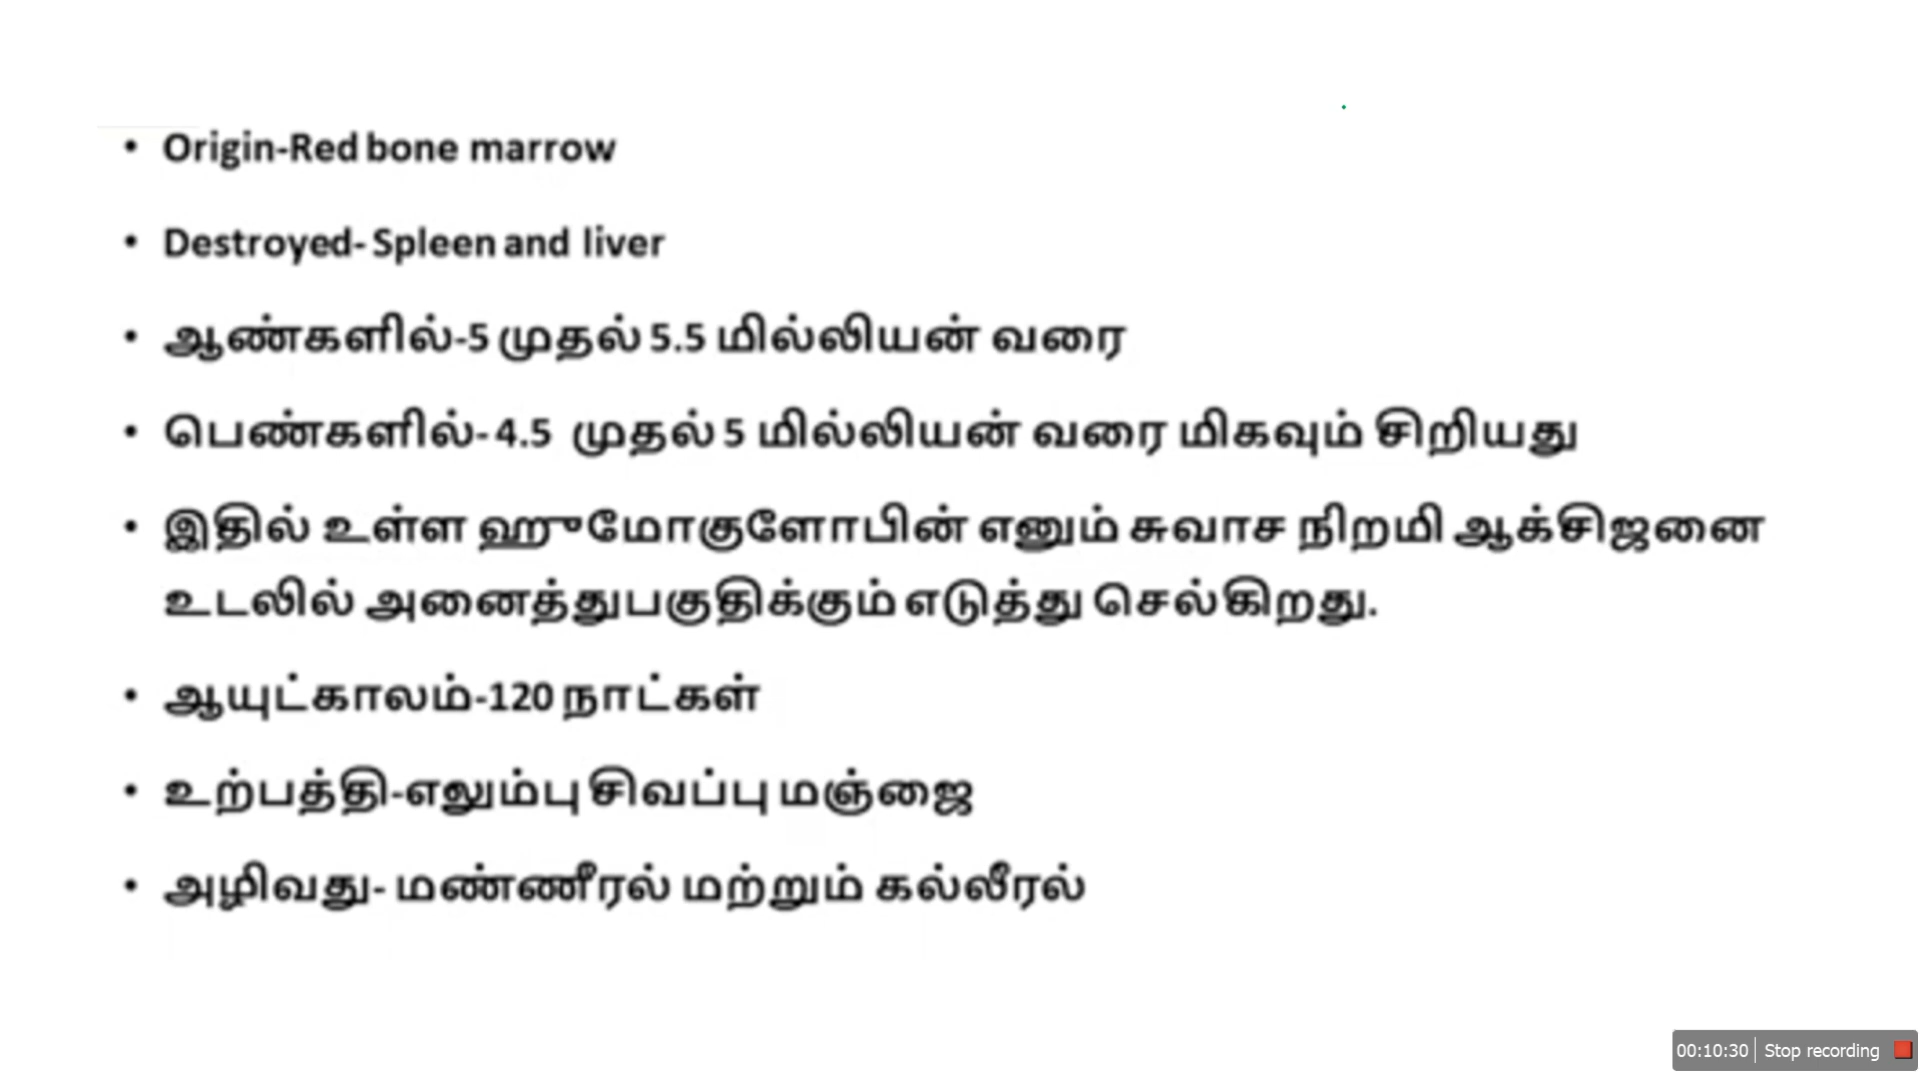 • Origin-Red bone marrow
• Destroyed- Spleen and liver
• ஆண்களில்-5 முதல் 5.5 மில்லியன் வரை
• பெண்களில்- 4.5 முதல் 5 மில்லியன் வரை மிகவும் சிறியது
• இதில் உள்ள ஹுமோகுளோபின் எனும் சுவாச நிறமி ஆக்சிஜனை
உடலில் அனைத்துபகுதிக்கும் எடுத்து செல்கிறது.
• ஆயுட்காலம்-120 நாட்கள்
• உற்பத்தி-எலும்பு சிவப்பு மஞ்ஜை
• அழிவது- மண்ணீரல் மற்றும் கல்லீரல்
00:10:30 Stop recording